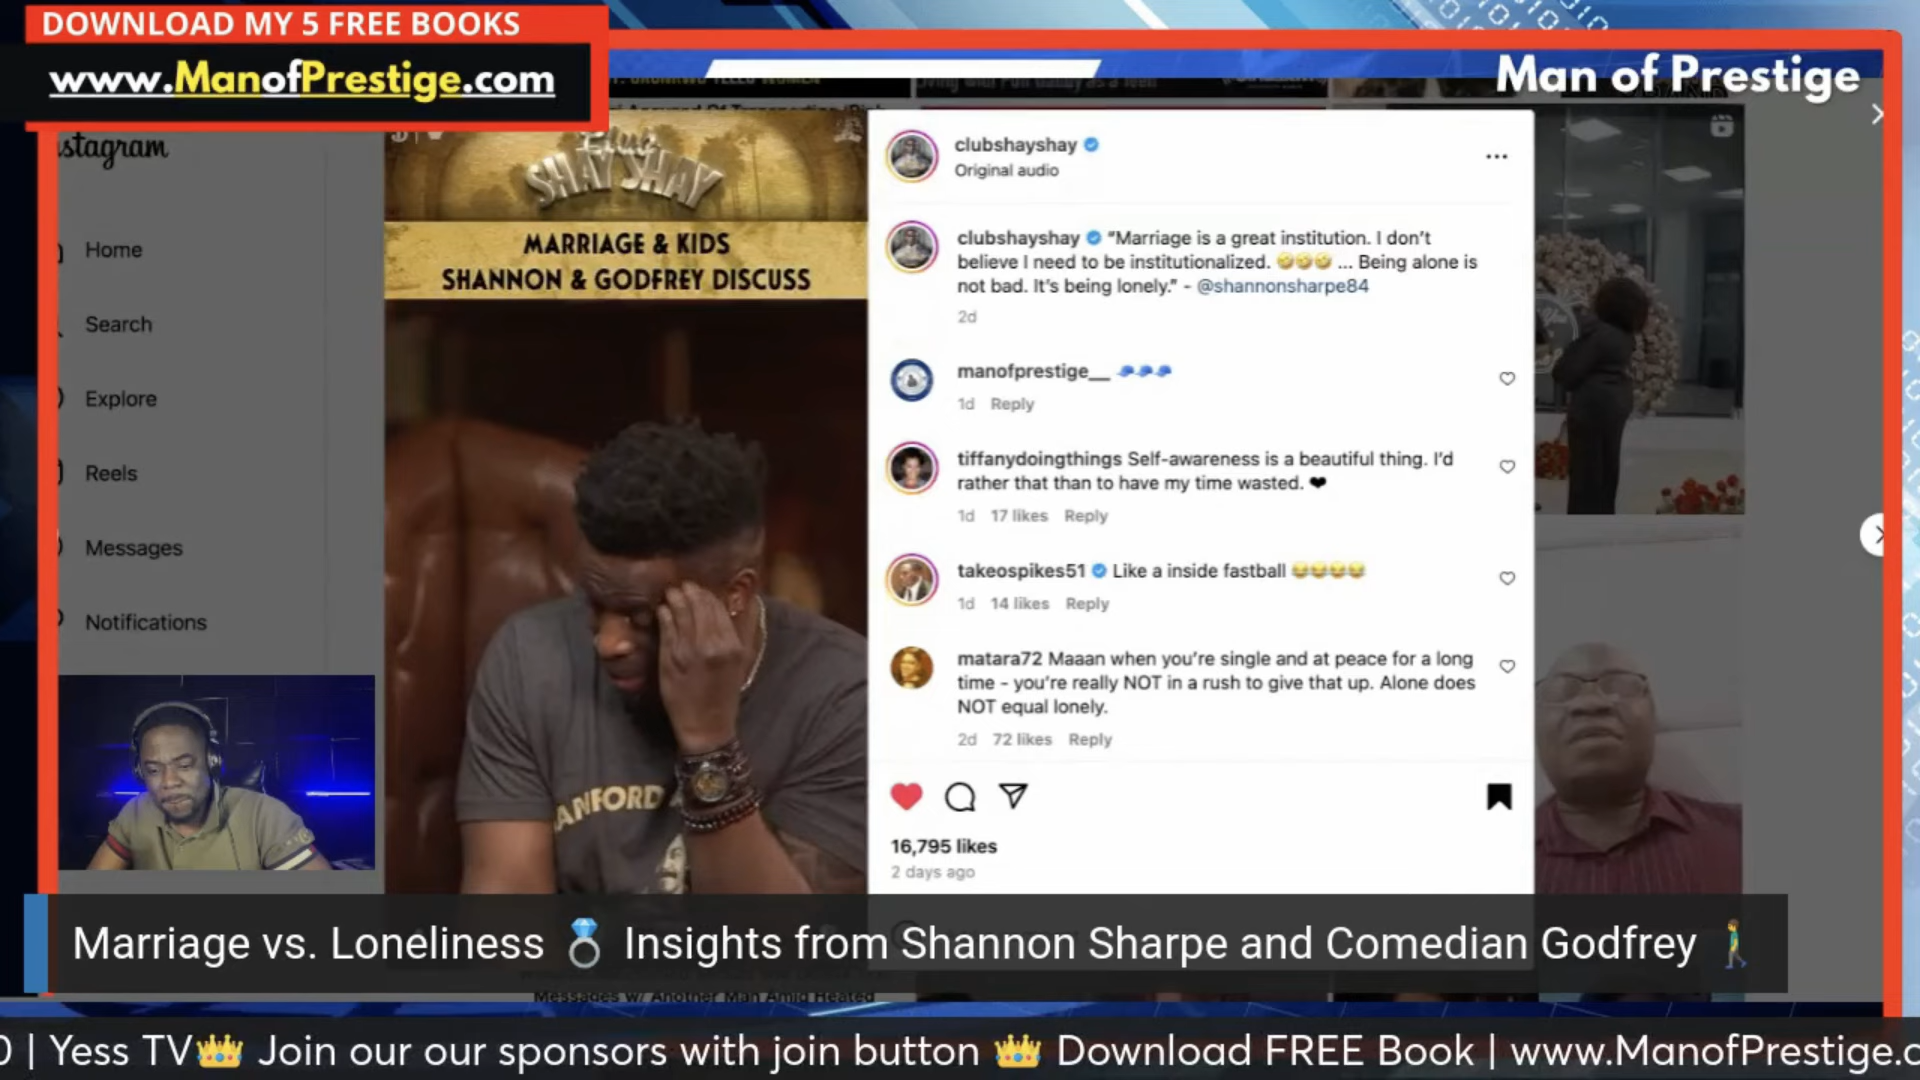 DOWNLOAD MY 5 FREE BOOKS
www.ManofPrestige.com
Man of Prestige
stagram
Home
Search
Explore
Reels
Messages
Notifications
Club
SHAY SHAY
MARRIAGE & KIDS
SHANNON & GODFREY DISCUSS
ANFORD
clubshayshay
Original audio
clubshayshay “Marriage is a great institution. I don’t
believe I need to be institutionalized. 🤣🤣🤣 ... Being alone is
not bad. It’s being lonely.” - @shannonsharpe84
2d
manofprestige__ 🧢🧢🧢
1d Reply
tiffanydoingthings Self-awareness is a beautiful thing. I’d
rather that than to have my time wasted. ❤
1d 17 likes Reply
takeospikes51 Like a inside fastball 😂😂😂😂
1d 14 likes Reply
matara72 Maaan when you’re single and at peace for a long
time - you’re really NOT in a rush to give that up. Alone does
NOT equal lonely.
2d 72 likes Reply
16,795 likes
2 days ago
Marriage vs. Loneliness 💍 Insights from Shannon Sharpe and Comedian Godfrey 🚶‍♂️
Messages w/ Another Man Amid Heated
| Yess TV👑 Join our our sponsors with join button 👑 Download FREE Book | www.ManofPrestige.c